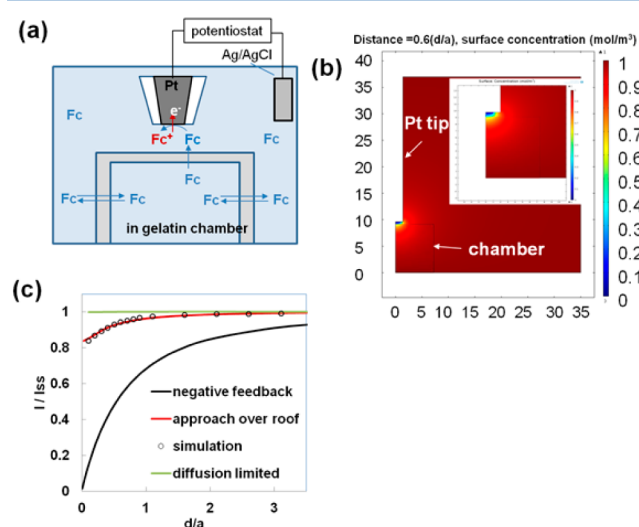 (a)
potentiostat
Ag/AgCl
Pt
e-
Fc
Fc+
Fc
Fc
Fc
Fc
Fc
Fc
Fc
in gelatin chamber
(b)
Distance =0.6(d/a), surface concentration (mol/m³)
40
35
30
25
20
15
10
5
0
0 5 10 15 20 25 30 35
Pt tip
chamber
1
0.9
0.8
0.7
0.6
0.5
0.4
0.3
0.2
0.1
0
(c)
I / Iss
1
0.8
0.6
0.4
0.2
0
0 1 2 3
d/a
negative feedback
approach over roof
simulation
diffusion limited